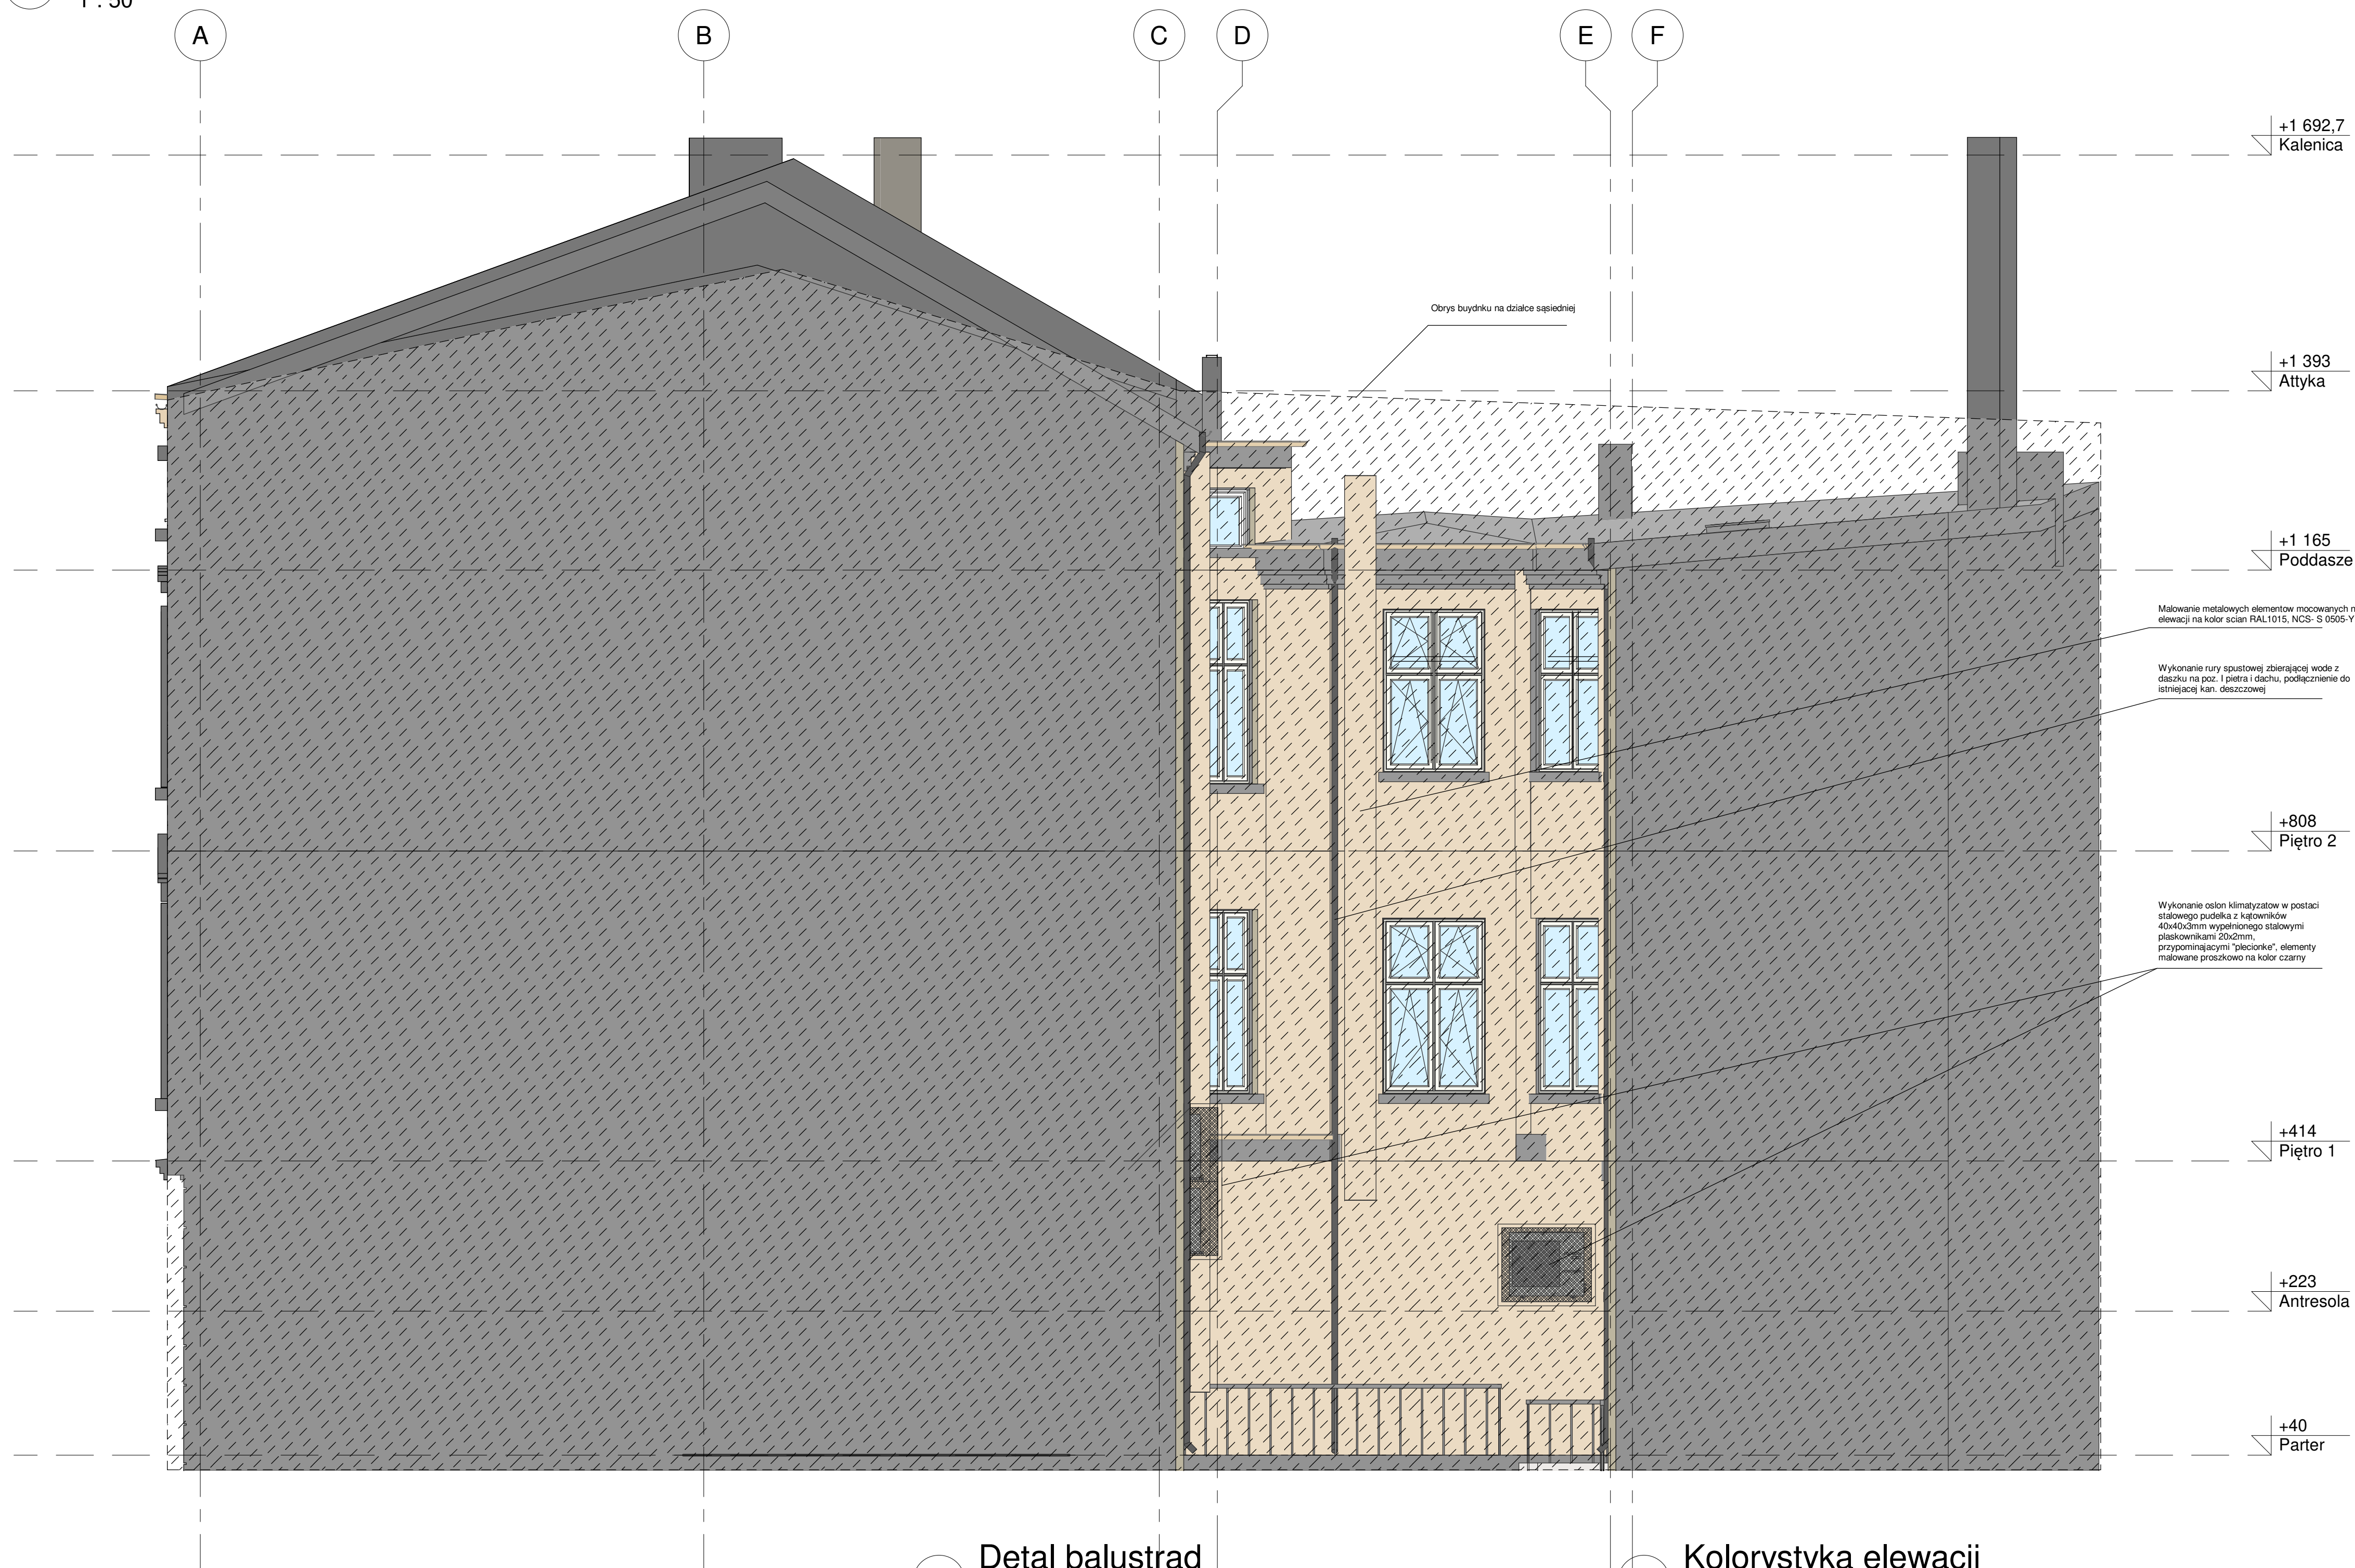 1 : 50
A
B
C
D
E
F
+1 692,7
Kalenica
Obrys buydnku na działce sąsiedniej
+1 393
Attyka
+1 165
Poddasze
Malowanie metalowych elementow mocowanych n
elewacji na kolor scian RAL1015, NCS- S 0505-Y
Wykonanie rury spustowej zbierającej wode z
daszku na poz. I pietra i dachu, podłącznienie do
istniejacej kan. deszczowej
+808
Piętro 2
Wykonanie oslon klimatyzatow w postaci
stalowego pudelka z kątowników
40x40x3mm wypełnionego stalowymi
plaskownikami 20x2mm,
przypominajacymi "plecionke", elementy
malowane proszkowo na kolor czarny
+414
Piętro 1
+223
Antresola
+40
Parter
Detal balustrad
Kolorystyka elewacji